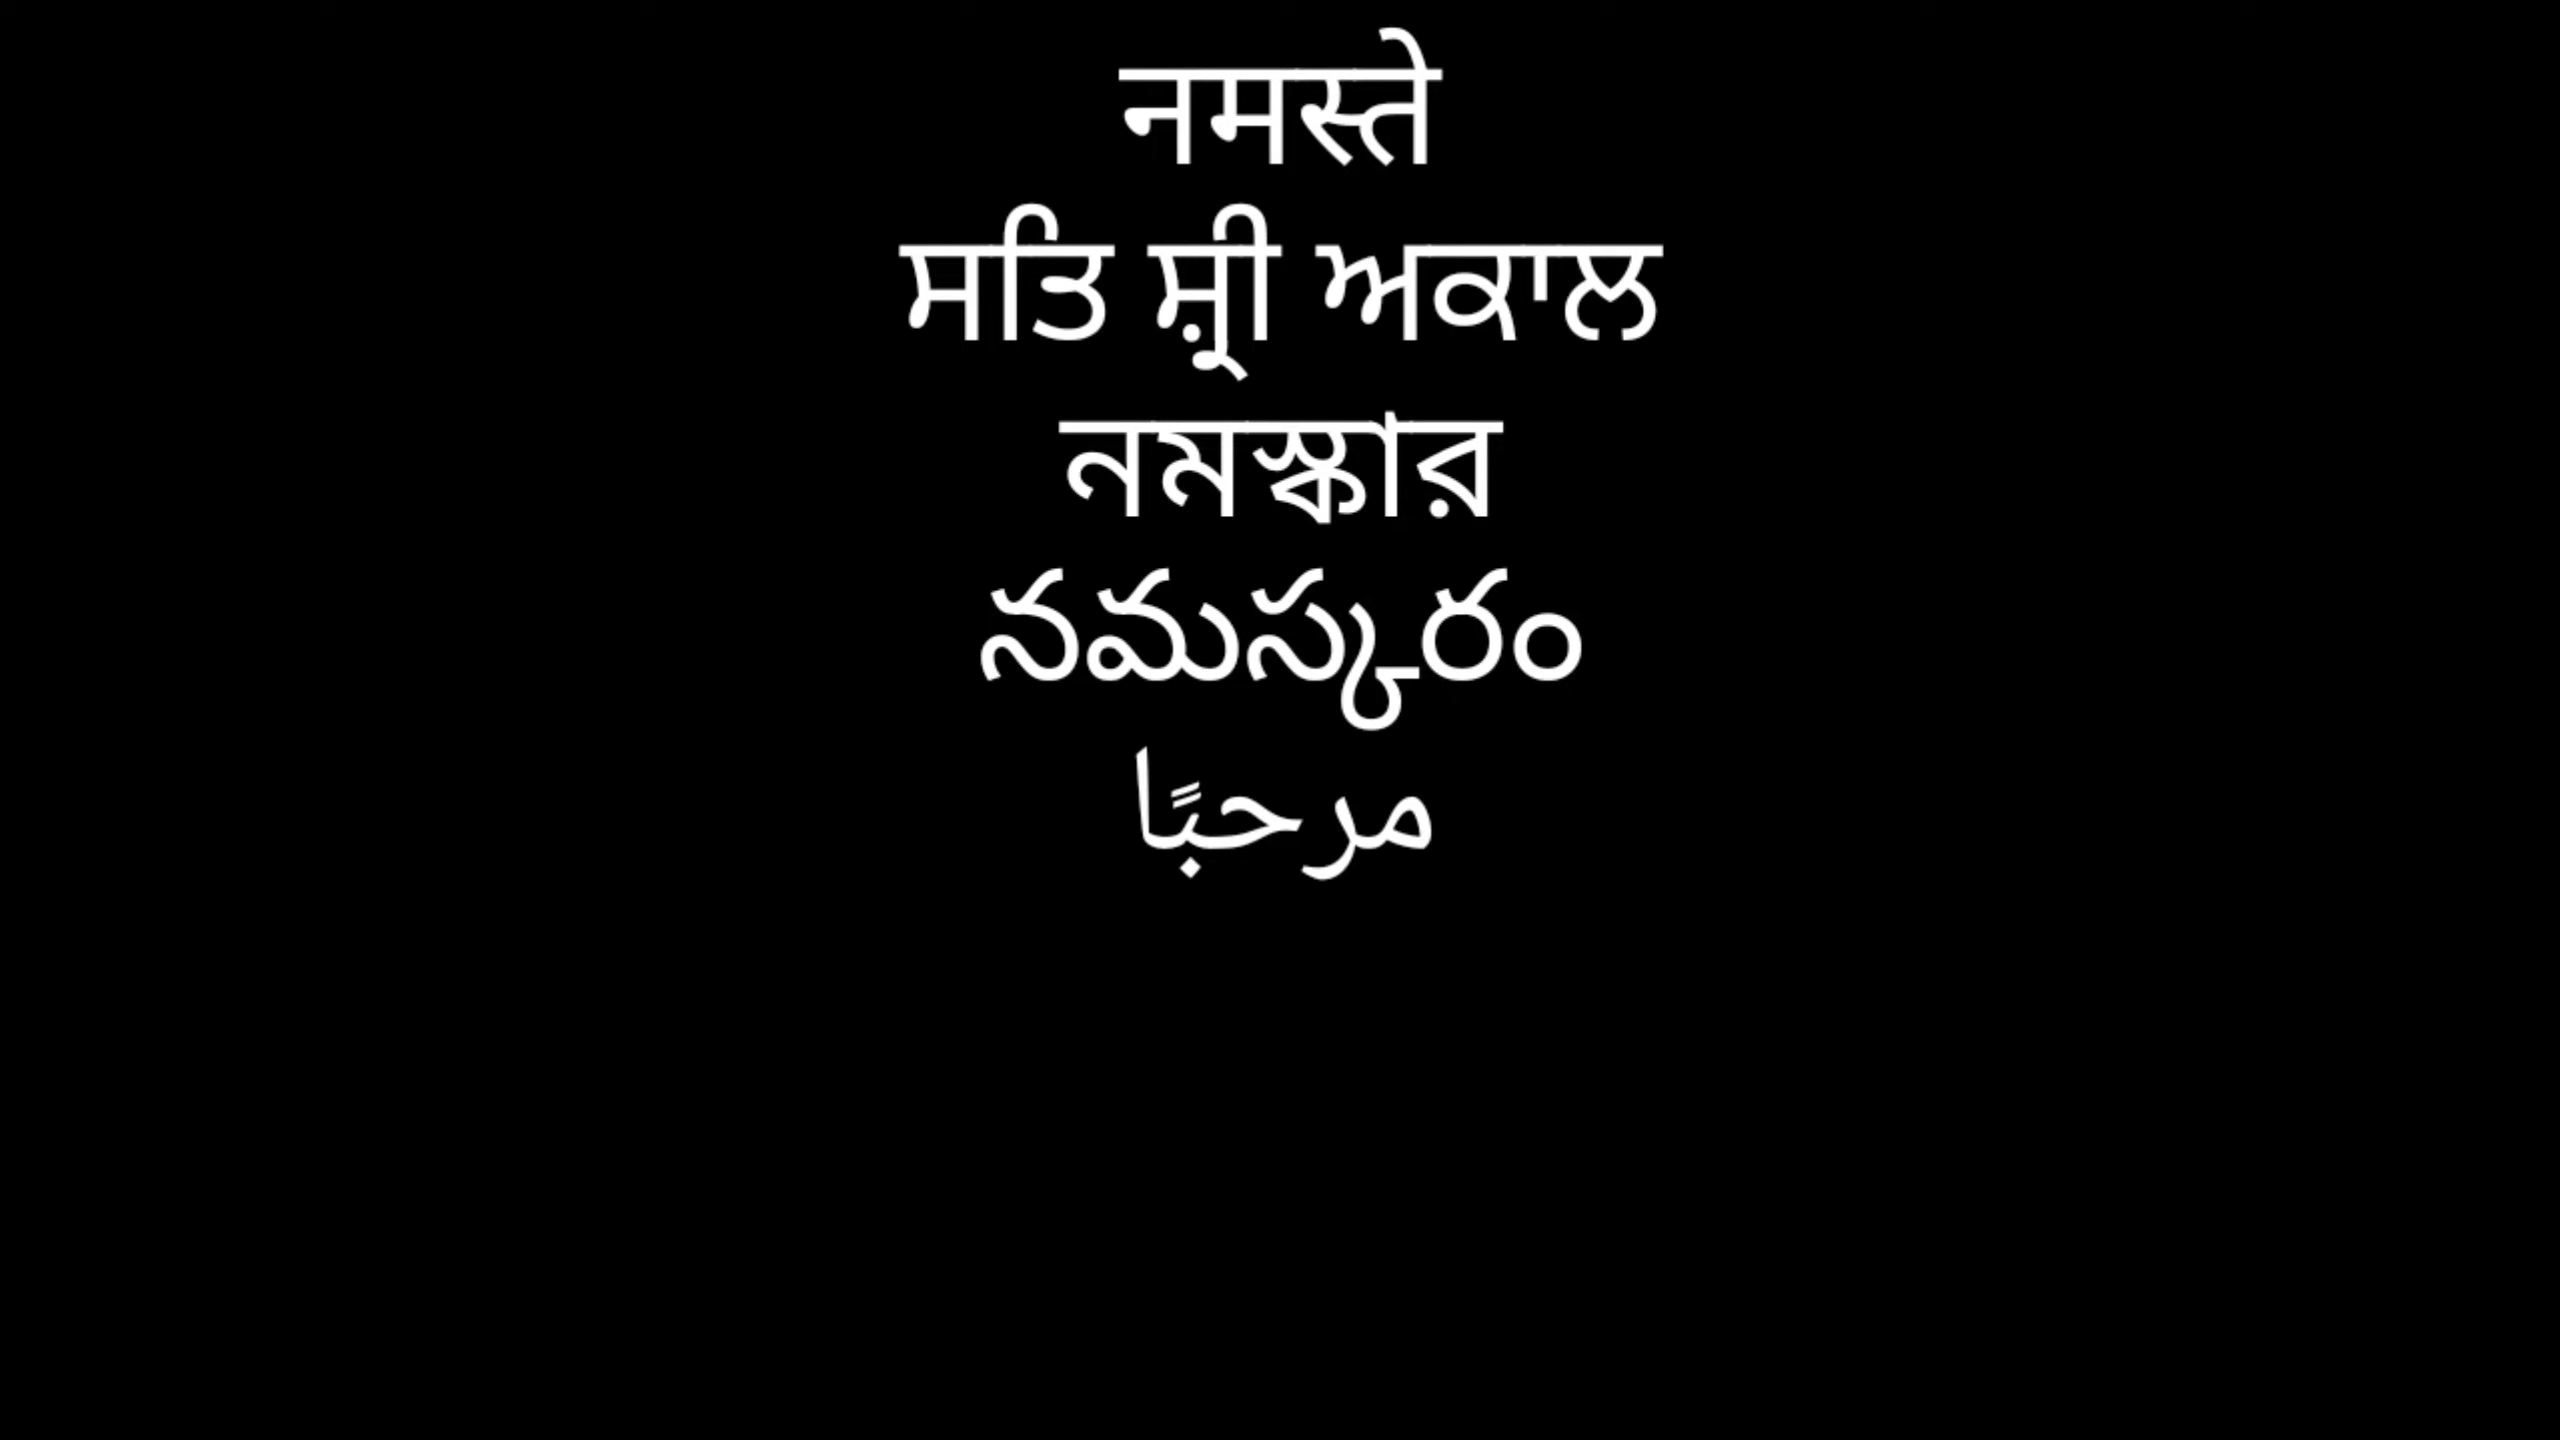 नमस्ते
ਸਤਿ ਸ਼੍ਰੀ ਅਕਾਲ
নমস্কাৰ
నమస్కరం
مرحبًا